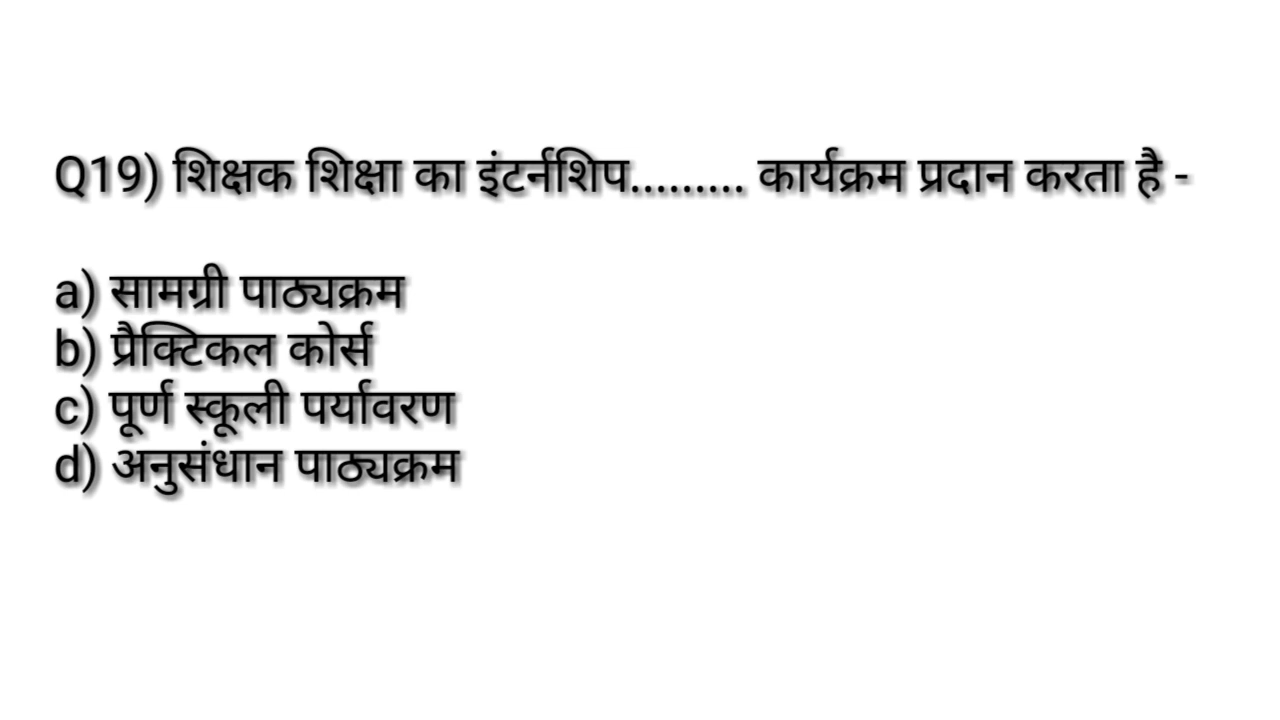 Q19) शिक्षक शिक्षा का इंटर्नशिप......... कार्यक्रम प्रदान करता है -
a) सामग्री पाठ्यक्रम
b) प्रैक्टिकल कोर्स
c) पूर्ण स्कूली पर्यावरण
d) अनुसंधान पाठ्यक्रम